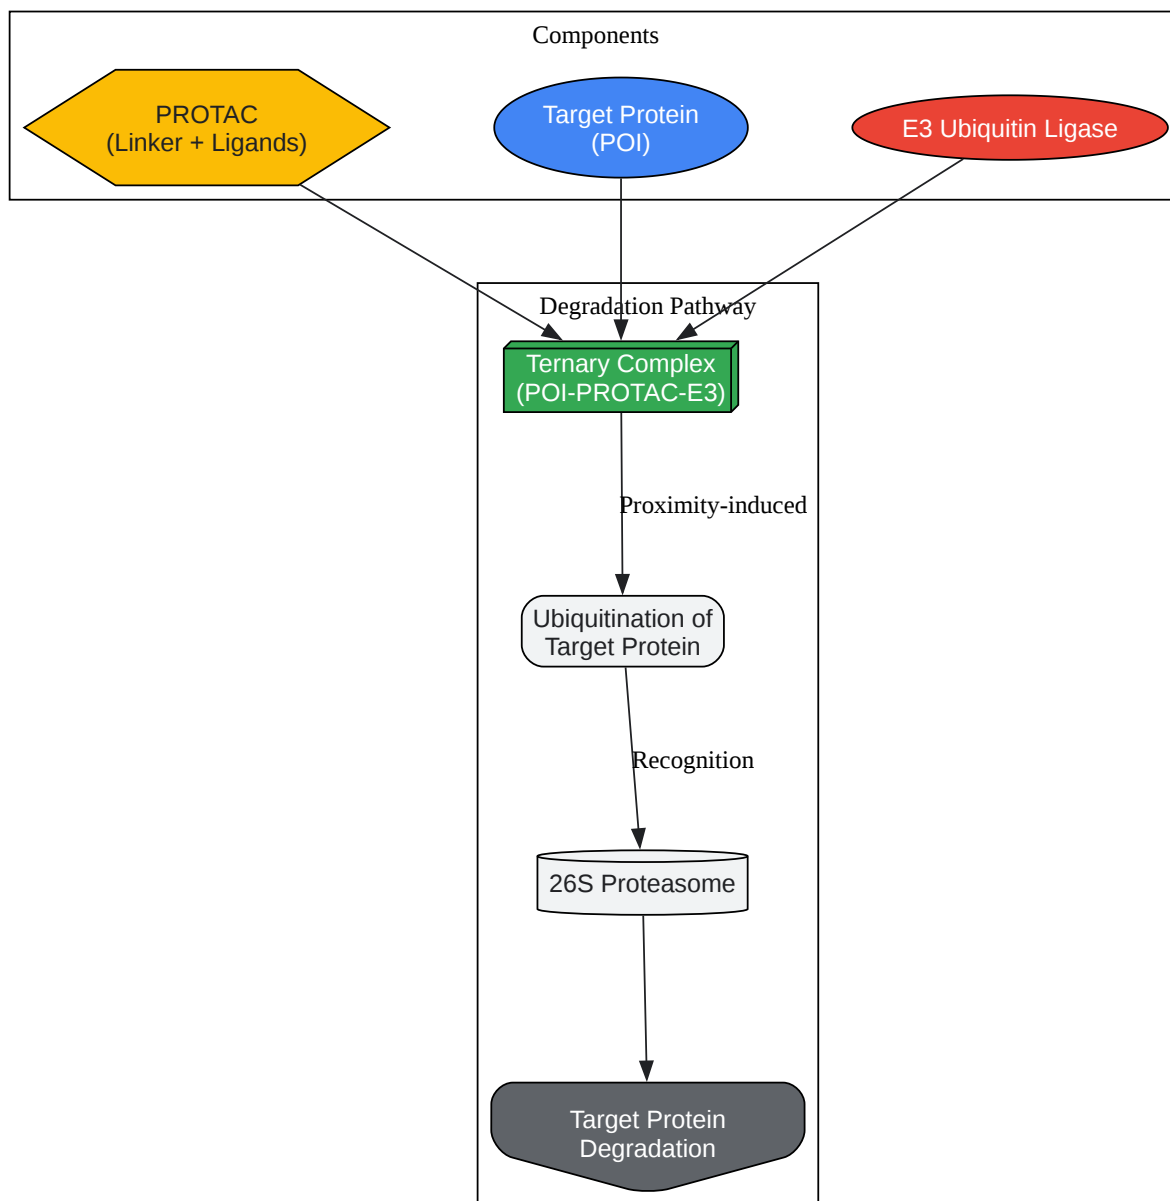 Components
PROTAC
(Linker + Ligands)
Target Protein
(POI)
E3 Ubiquitin Ligase
Degradation Pathway
Ternary Complex
(POI-PROTAC-E3)
Proximity-induced
Ubiquitination of
Target Protein
Recognition
26S Proteasome
Target Protein
Degradation